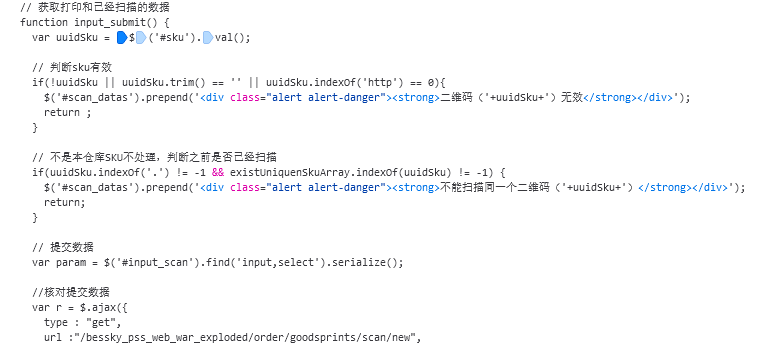 // 获取打印和已经扫描的数据
function input_submit() {
var uuidSku = $('#sku').val();
// 判断sku有效
if(!uuidSku || uuidSku.trim() == '' || uuidSku.indexOf('http') == 0){
$('#scan_datas').prepend('<div class="alert alert-danger"><strong>二维码（'+uuidSku+'）无效</strong></div>');
return ;
}
// 不是本仓库SKU不处理，判断之前是否已经扫描
if(uuidSku.indexOf('.') != -1 && existUniquenSkuArray.indexOf(uuidSku) != -1) {
$('#scan_datas').prepend('<div class="alert alert-danger"><strong>不能扫描同一个二维码（'+uuidSku+'）</strong></div>');
return;
}
// 提交数据
var param = $('#input_scan').find('input,select').serialize();
//核对提交数据
var r = $.ajax({
type : "get",
url :"/bessky_pss_web_war_exploded/order/goodsprints/scan/new",